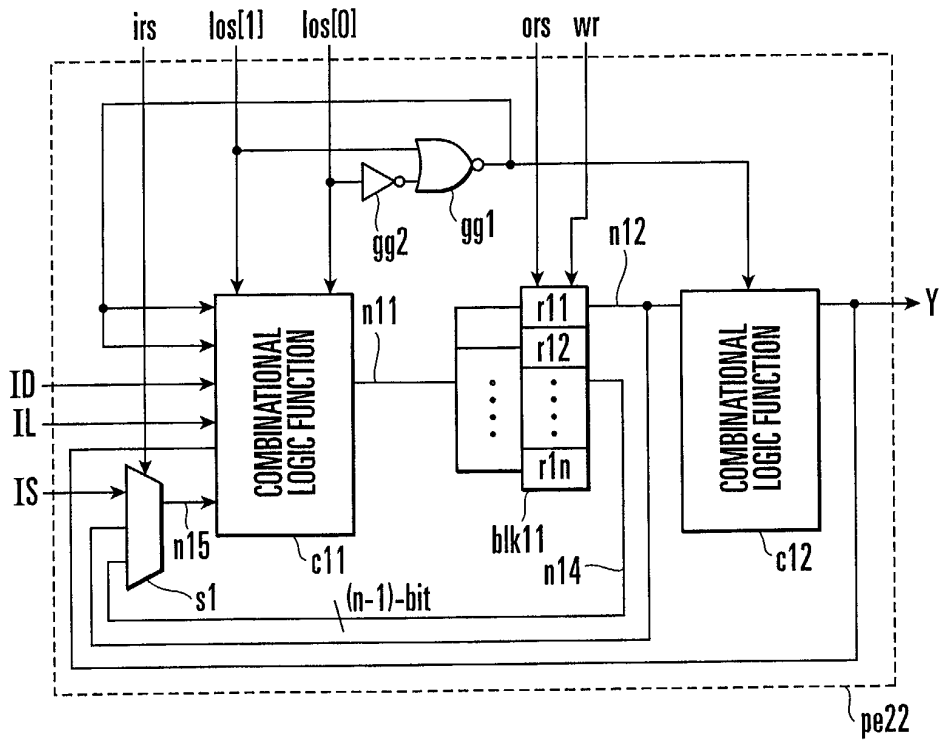 irs
los[1]
los[0]
ors
wr
gg2
gg1
n12
n11
r11
r12
r1n
Y
ID
IL
IS
COMBINATIONAL
LOGIC FUNCTION
COMBINATIONAL
LOGIC FUNCTION
n15
c11
blk11
n14
c12
s1
(n-1)-bit
pe22